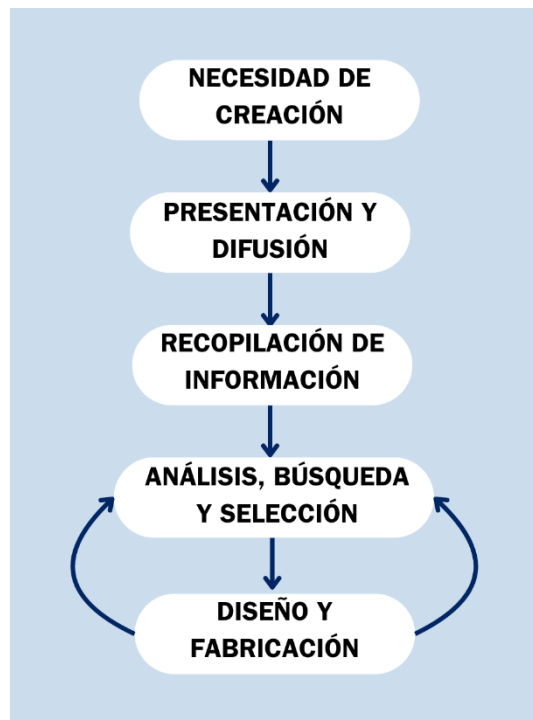 NECESIDAD DE
CREACIÓN
PRESENTACIÓN Y
DIFUSIÓN
RECOPILACIÓN DE
INFORMACIÓN
ANÁLISIS, BÚSQUEDA
Y SELECCIÓN
DISEÑO Y
FABRICACIÓN